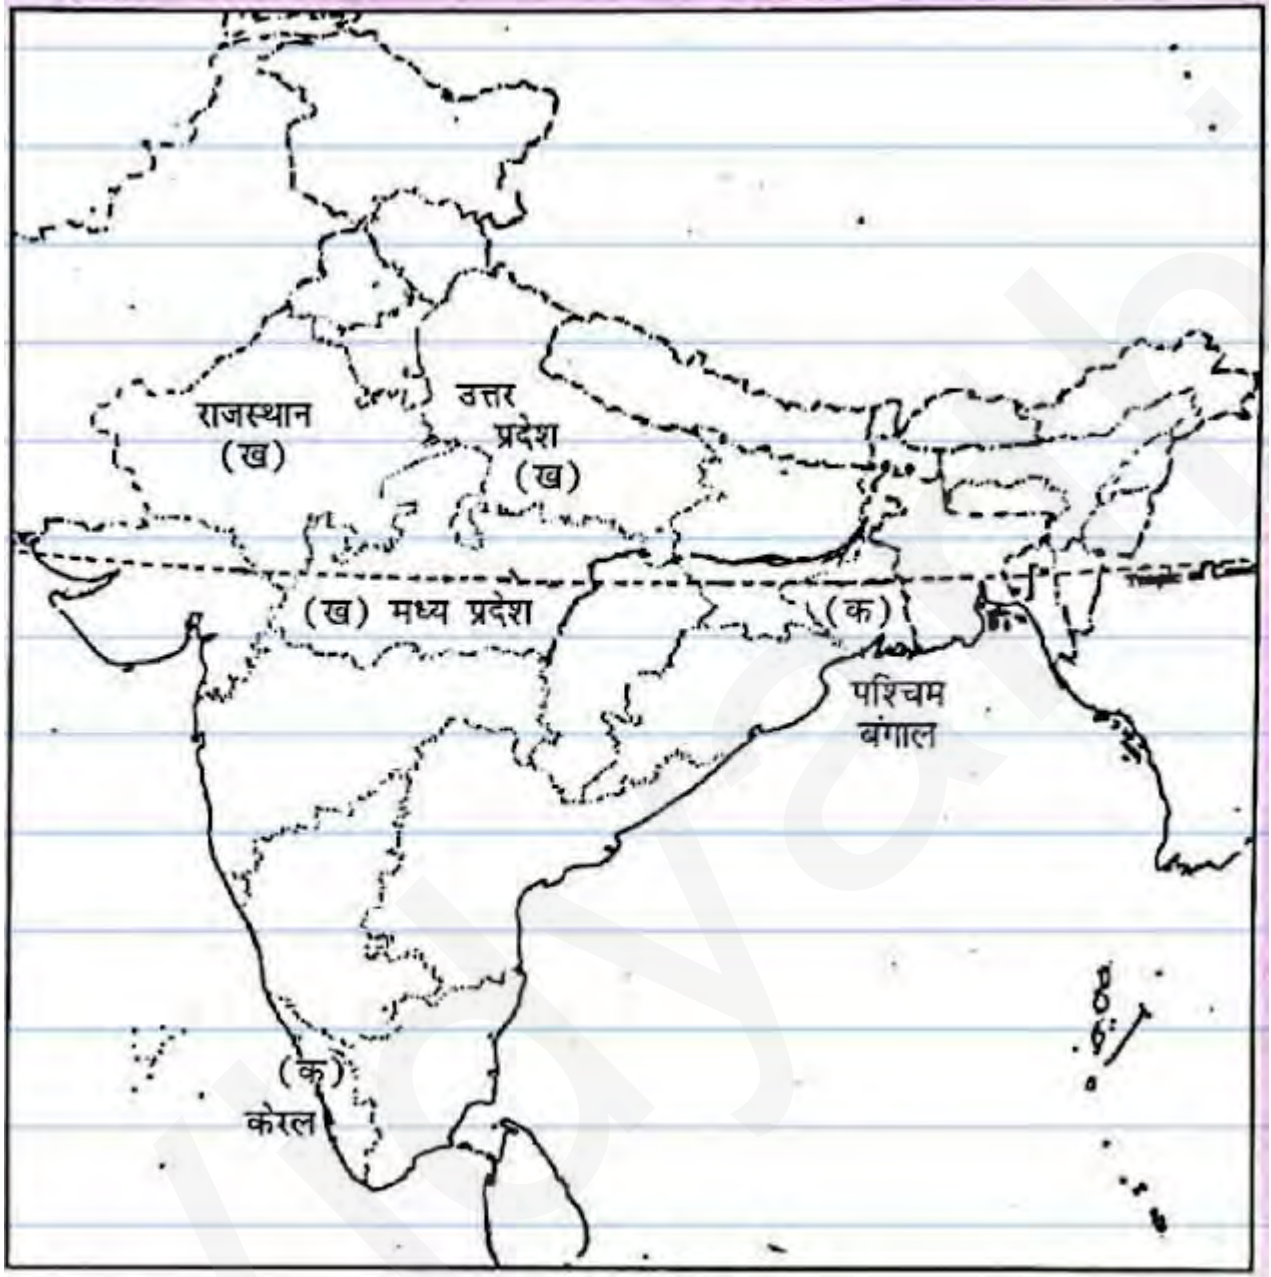 राजस्थान
(ख)
उत्तर
प्रदेश
(ख)
(ख) मध्य प्रदेश
(क)
पश्चिम
बंगाल
(क)
केरल